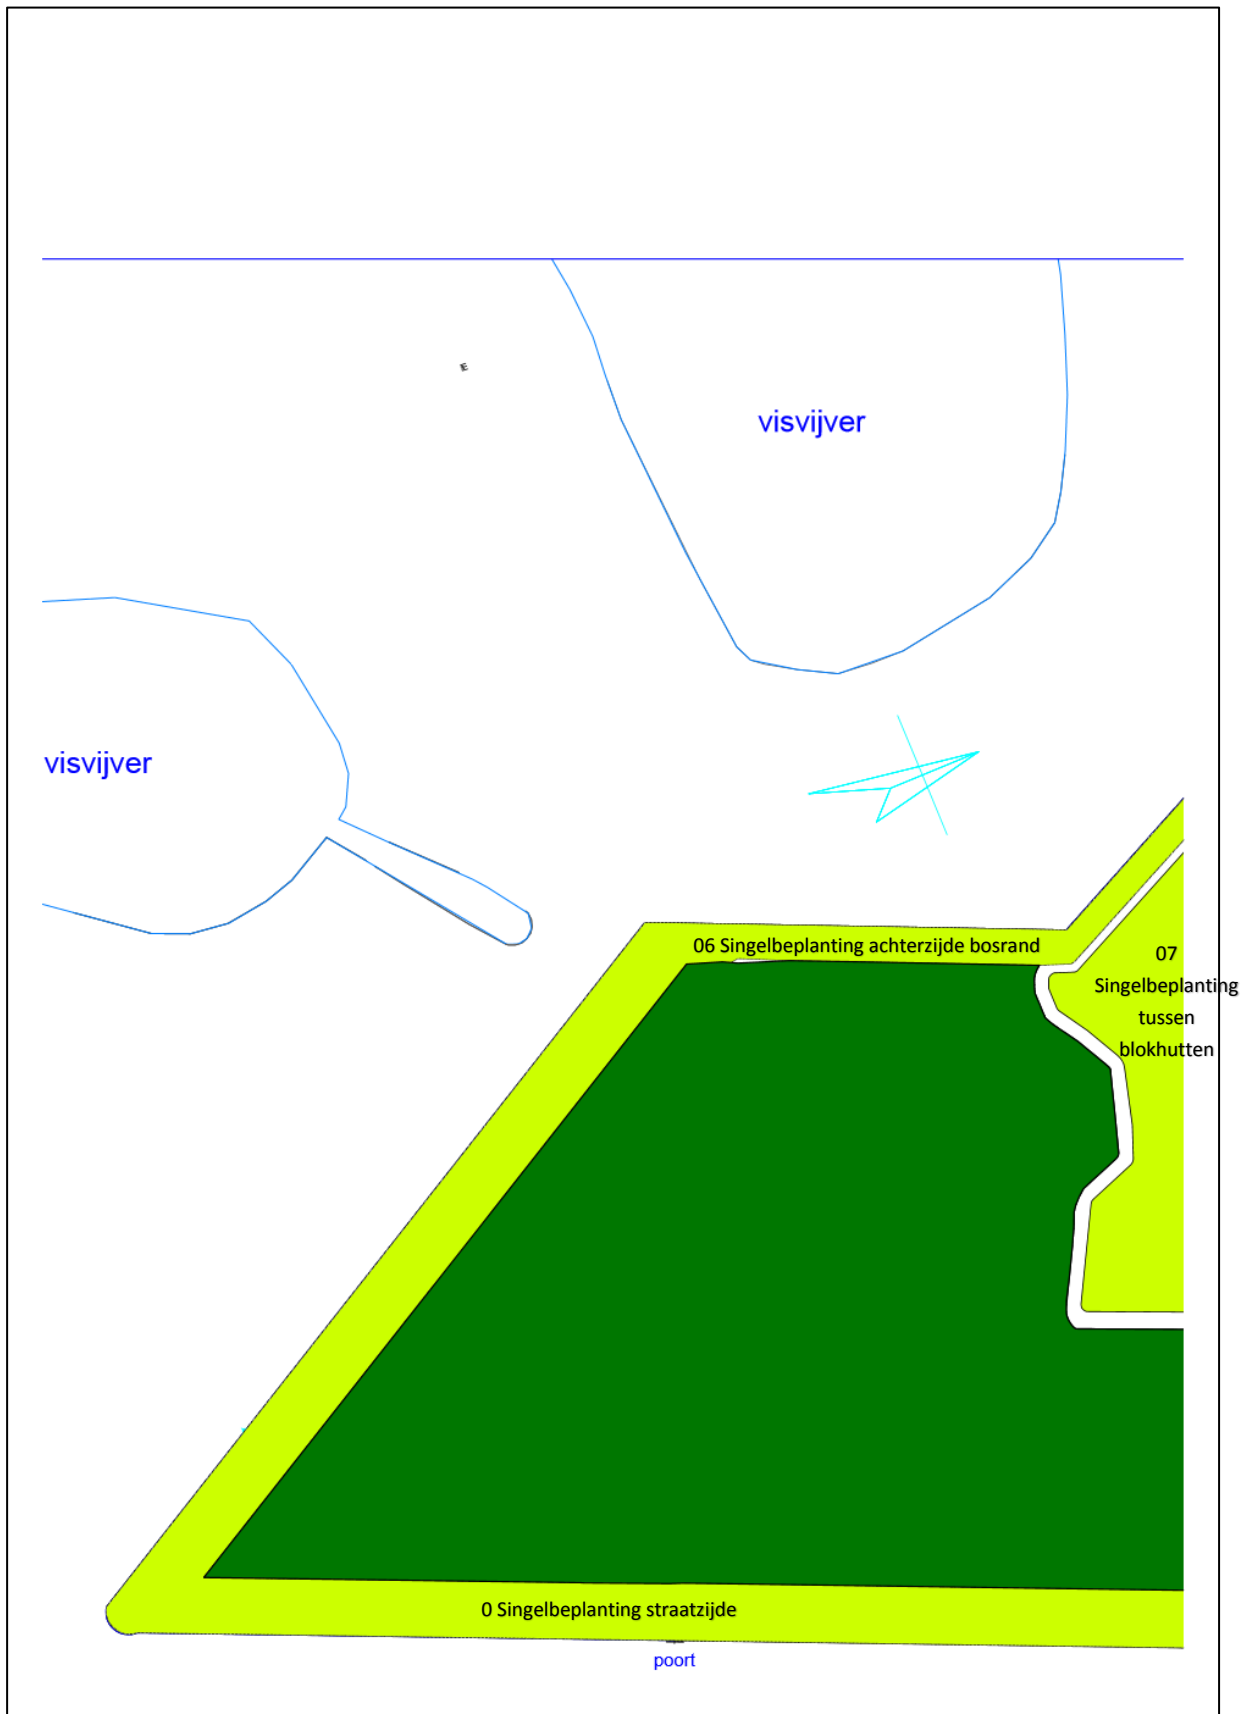 visvijver
visvijver
06 Singelbeplanting achterzijde bosrand
07
Singelbeplanting
tussen
blokhutten
0 Singelbeplanting straatzijde
poort